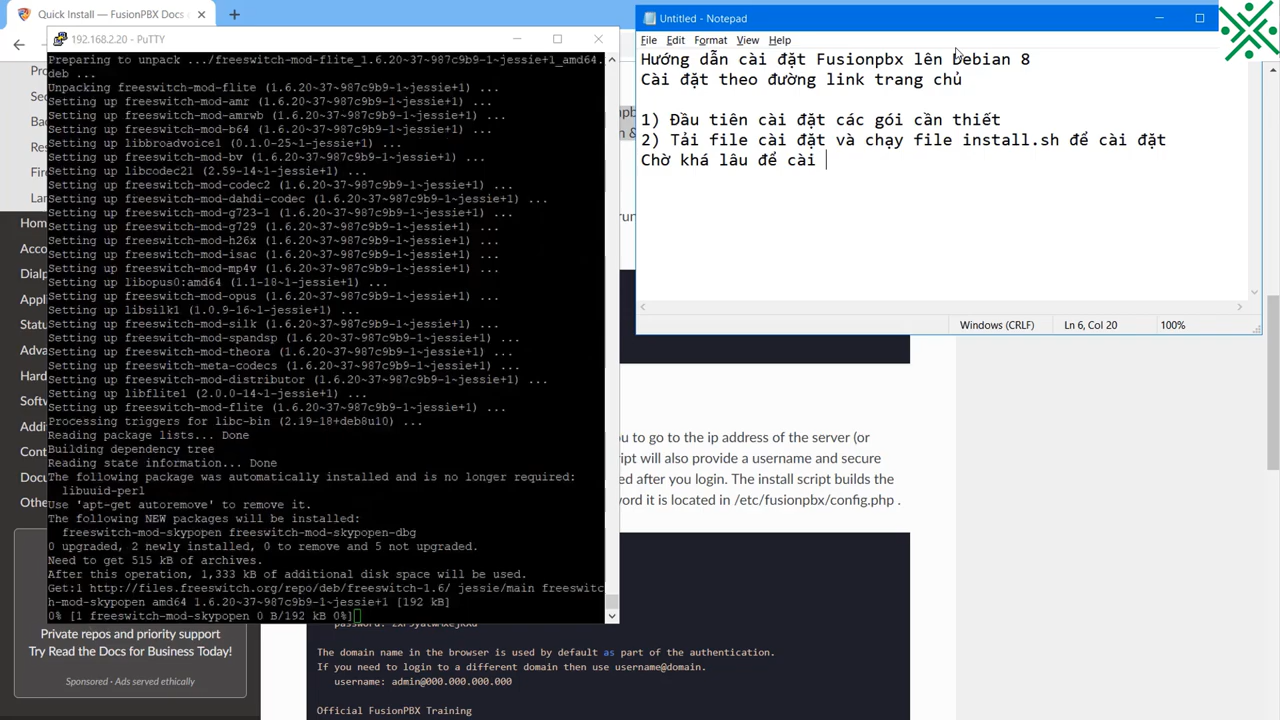 Quick Install — FusionPBX Docs
192.168.2.20 - PuTTY
Preparing to unpack .../freeswitch-mod-flite_1.6.20~37~987c9b9-1~jessie+1_amd64.
deb ...
Unpacking freeswitch-mod-flite (1.6.20~37~987c9b9-1~jessie+1) ...
Setting up freeswitch-mod-amr (1.6.20~37~987c9b9-1~jessie+1) ...
Setting up freeswitch-mod-amrwb (1.6.20~37~987c9b9-1~jessie+1) ...
Setting up freeswitch-mod-b64 (1.6.20~37~987c9b9-1~jessie+1) ...
Setting up libbroadvoice1 (0.1.0-25~1-jessie+1) ...
Setting up freeswitch-mod-bv (1.6.20~37~987c9b9-1~jessie+1) ...
Setting up libcodec21 (2.59-14~1-jessie+1) ...
Setting up freeswitch-mod-codec2 (1.6.20~37~987c9b9-1~jessie+1) ...
Setting up freeswitch-mod-dahdi-codec (1.6.20~37~987c9b9-1~jessie+1) ...
Setting up freeswitch-mod-g723-1 (1.6.20~37~987c9b9-1~jessie+1) ...
Setting up freeswitch-mod-g729 (1.6.20~37~987c9b9-1~jessie+1) ...
Setting up freeswitch-mod-h26x (1.6.20~37~987c9b9-1~jessie+1) ...
Setting up freeswitch-mod-isac (1.6.20~37~987c9b9-1~jessie+1) ...
Setting up freeswitch-mod-mp4v (1.6.20~37~987c9b9-1~jessie+1) ...
Setting up libopus0:amd64 (1.1-18~1-jessie+1) ...
Setting up freeswitch-mod-opus (1.6.20~37~987c9b9-1~jessie+1) ...
Setting up libsilk1 (1.0.9-16~1-jessie+1) ...
Setting up freeswitch-mod-silk (1.6.20~37~987c9b9-1~jessie+1) ...
Setting up freeswitch-mod-spandsp (1.6.20~37~987c9b9-1~jessie+1) ...
Setting up freeswitch-mod-theora (1.6.20~37~987c9b9-1~jessie+1) ...
Setting up freeswitch-meta-codecs (1.6.20~37~987c9b9-1~jessie+1) ...
Setting up freeswitch-mod-distributor (1.6.20~37~987c9b9-1~jessie+1) ...
Setting up libflite1 (2.0.0-14~1-jessie+1) ...
Setting up freeswitch-mod-flite (1.6.20~37~987c9b9-1~jessie+1) ...
Processing triggers for libc-bin (2.19-18+deb8u10) ...
Reading package lists... Done
Building dependency tree
Reading state information... Done
The following package was automatically installed and is no longer required:
libuuid-perl
Use 'apt-get autoremove' to remove it.
The following NEW packages will be installed:
freeswitch-mod-skypopen freeswitch-mod-skypopen-dbg
0 upgraded, 2 newly installed, 0 to remove and 5 not upgraded.
Need to get 515 kB of archives.
After this operation, 1,333 kB of additional disk space will be used.
Get:1 http://files.freeswitch.org/repo/deb/freeswitch-1.6/ jessie/main freeswitc
h-mod-skypopen amd64 1.6.20~37~987c9b9-1~jessie+1 [192 kB]
0% [1 freeswitch-mod-skypopen 0 B/192 kB 0%]
Untitled - Notepad
File Edit Format View Help
Hướng dẫn cài đặt Fusionpbx lên Debian 8
Cài đặt theo đường link trang chủ
1) Đầu tiên cài đặt các gói cần thiết
2) Tải file cài đặt và chạy file install.sh để cài đặt
Chờ khá lâu để cài
Windows (CRLF) Ln 6, Col 20 100%
Home
Acco
Dialp
Appl
Statu
Adva
Hard
Softw
Addi
Cont
Docu
Othe
run
u to go to the ip address of the server (or
ript will also provide a username and secure
ed after you login. The install script builds the
word it is located in /etc/fusionpbx/config.php .
Private repos and priority support
Try Read the Docs for Business Today!
Sponsored · Ads served ethically
The domain name in the browser is used by default as part of the authentication.
If you need to login to a different domain then use username@domain.
username: admin@000.000.000.000
Official FusionPBX Training